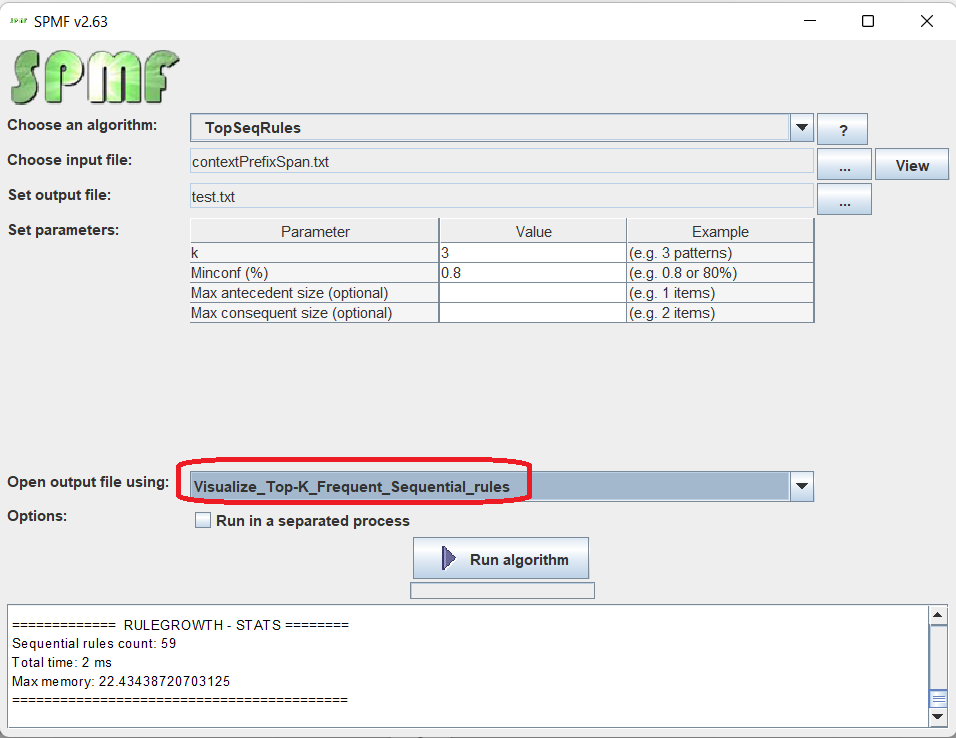 SPMF SPMF v2.63
SPMF
Choose an algorithm: TopSeqRules ?
Choose input file: contextPrefixSpan.txt ... View
Set output file: test.txt ...
Set parameters: Parameter Value Example
k 3 (e.g. 3 patterns)
Minconf (%) 0.8 (e.g. 0.8 or 80%)
Max antecedent size (optional) (e.g. 1 items)
Max consequent size (optional) (e.g. 2 items)
Open output file using: Visualize_Top-K_Frequent_Sequential_rules
Options: Run in a separated process
Run algorithm
============= RULEGROWTH - STATS ========
Sequential rules count: 59
Total time: 2 ms
Max memory: 22.43438720703125
==========================================